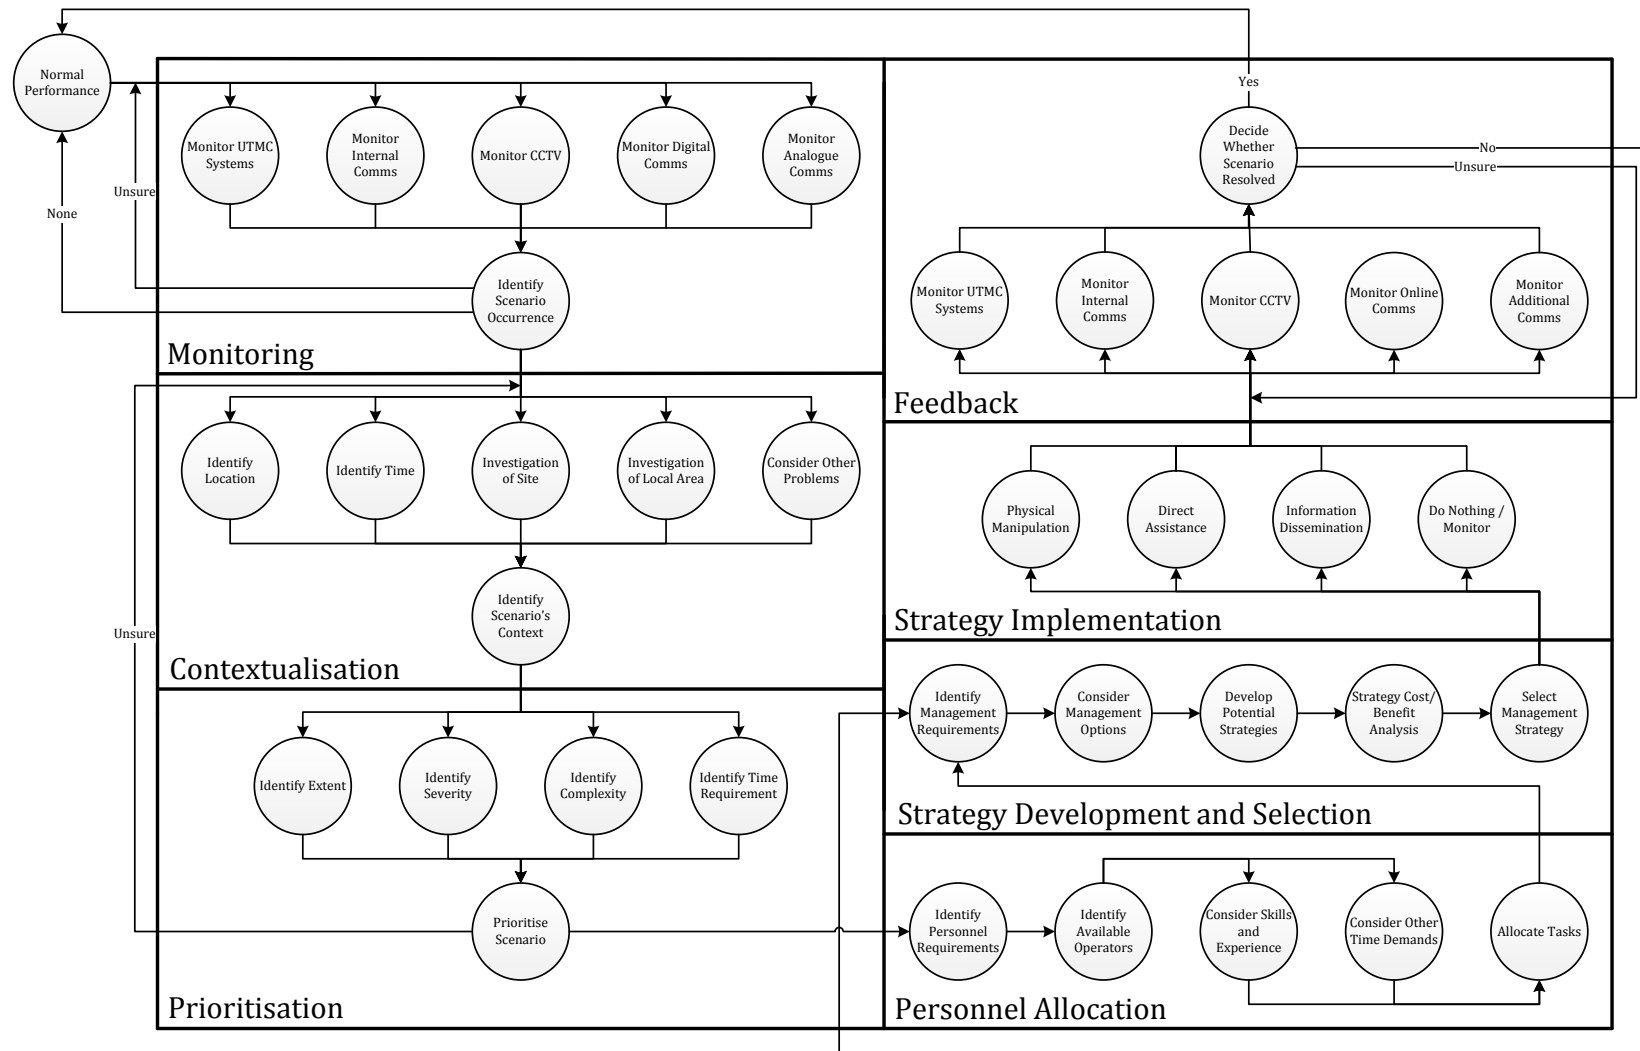 Normal
Performance
None
Unsure
Monitor UTMC
Systems
Monitor
Internal
Comms
Monitor CCTV
Monitor Digital
Comms
Monitor
Analogue
Comms
Identify
Scenario
Occurrence
Monitoring
Identify
Location
Identify Time
Investigation
of Site
Investigation
of Local Area
Consider Other
Problems
Identify
Scenario's
Context
Unsure
Contextualisation
Identify Extent
Identify
Severity
Identify
Complexity
Identify Time
Requirement
Prioritise
Scenario
Prioritisation
Yes
Decide
Whether
Scenario
Resolved
No
Unsure
Monitor UTMC
Systems
Monitor
Internal
Comms
Monitor CCTV
Monitor Online
Comms
Monitor
Additional
Comms
Feedback
Physical
Manipulation
Direct
Assistance
Information
Dissemination
Do Nothing /
Monitor
Strategy Implementation
Identify
Management
Requirements
Consider
Management
Options
Develop
Potential
Strategies
Strategy Cost/
Benefit
Analysis
Select
Management
Strategy
Strategy Development and Selection
Identify
Personnel
Requirements
Identify
Available
Operators
Consider Skills
and
Experience
Consider Other
Time Demands
Allocate Tasks
Personnel Allocation